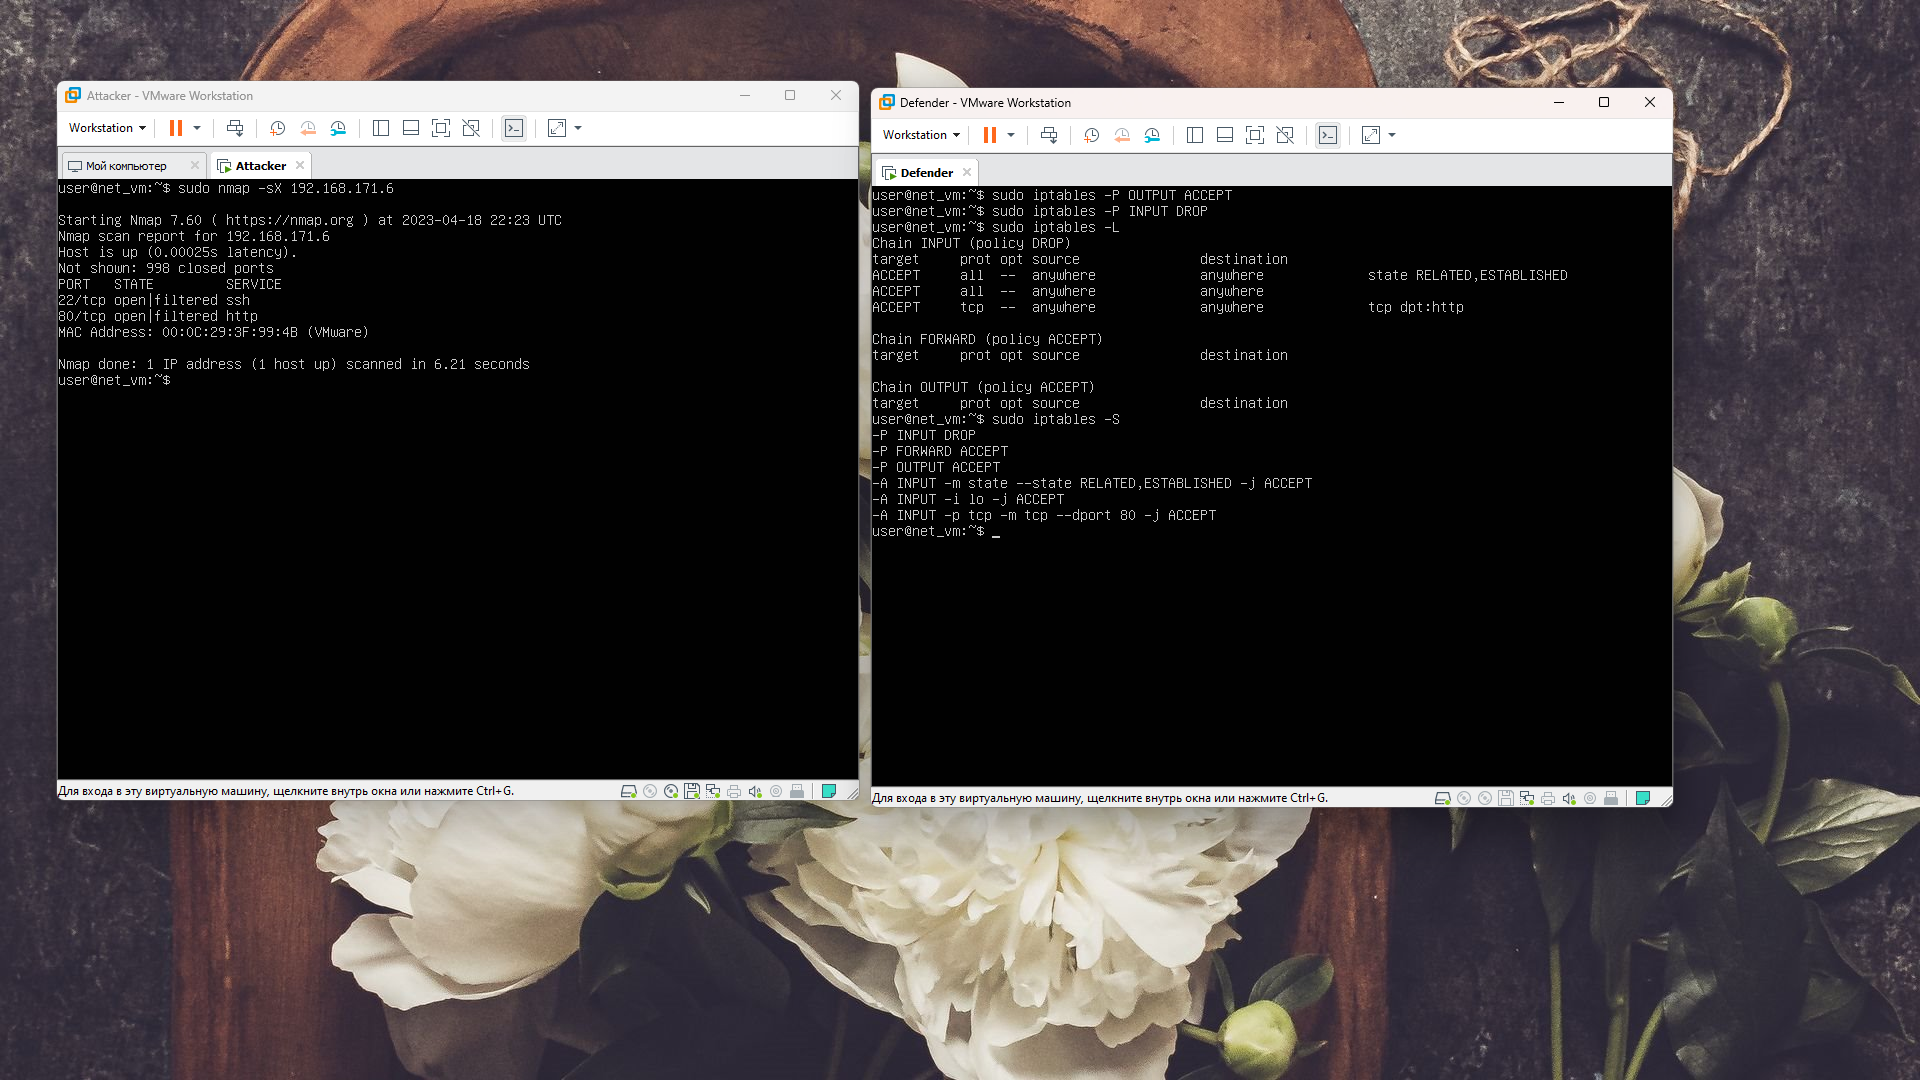 Attacker - VMware Workstation
Workstation
Мой компьютер
Attacker
user@net_vm:~$ sudo nmap -sX 192.168.171.6
Starting Nmap 7.60 ( https://nmap.org ) at 2023-04-18 22:23 UTC
Nmap scan report for 192.168.171.6
Host is up (0.00025s latency).
Not shown: 998 closed ports
PORT   STATE         SERVICE
22/tcp open|filtered ssh
80/tcp open|filtered http
MAC Address: 00:0C:29:3F:99:4B (VMware)
Nmap done: 1 IP address (1 host up) scanned in 6.21 seconds
user@net_vm:~$
Для входа в эту виртуальную машину, щелкните внутрь окна или нажмите Ctrl+G.
Defender - VMware Workstation
Workstation
Defender
user@net_vm:~$ sudo iptables -P OUTPUT ACCEPT
user@net_vm:~$ sudo iptables -P INPUT DROP
user@net_vm:~$ sudo iptables -L
Chain INPUT (policy DROP)
target     prot opt source               destination
ACCEPT     all  --  anywhere             anywhere             state RELATED,ESTABLISHED
ACCEPT     all  --  anywhere             anywhere
ACCEPT     tcp  --  anywhere             anywhere             tcp dpt:http
Chain FORWARD (policy ACCEPT)
target     prot opt source               destination
Chain OUTPUT (policy ACCEPT)
target     prot opt source               destination
user@net_vm:~$ sudo iptables -S
-P INPUT DROP
-P FORWARD ACCEPT
-P OUTPUT ACCEPT
-A INPUT -m state --state RELATED,ESTABLISHED -j ACCEPT
-A INPUT -i lo -j ACCEPT
-A INPUT -p tcp -m tcp --dport 80 -j ACCEPT
user@net_vm:~$ _
Для входа в эту виртуальную машину, щелкните внутрь окна или нажмите Ctrl+G.